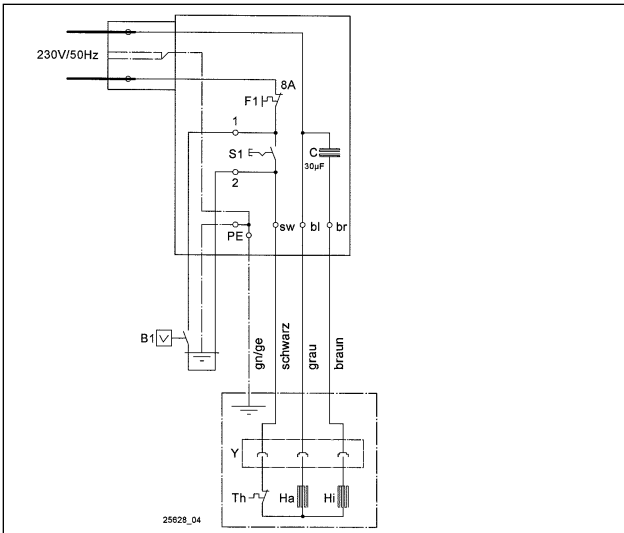 230V/50Hz
8A
F1
1
S1
C
30µF
2
sw bl br
PE
B1
gn/ge
schwarz
grau
braun
Y
Th Ha Hi
25628_04